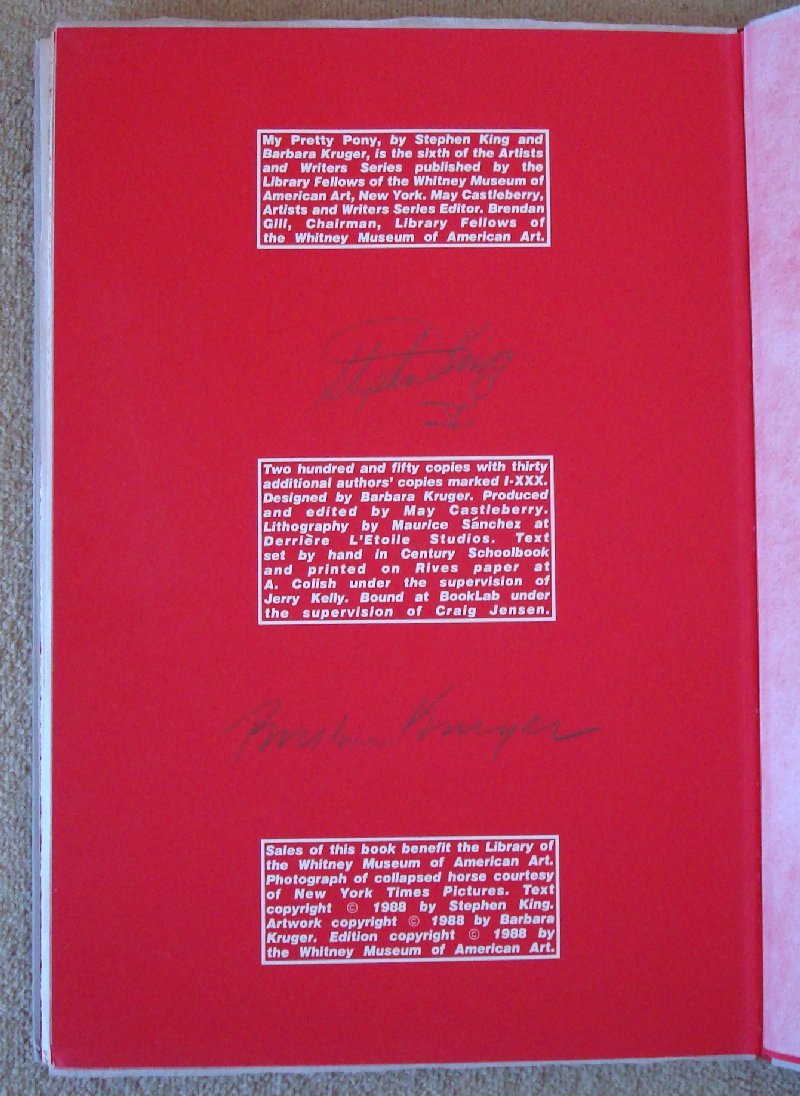 My Pretty Pony, by Stephen King and
Barbara Kruger, is the sixth of the Artists
and Writers Series published by the
Library Fellows of the Whitney Museum of
American Art, New York. May Castleberry,
Artists and Writers Series Editor. Brendan
Gill, Chairman, Library Fellows of
the Whitney Museum of American Art.
Stephen King
Two hundred and fifty copies with thirty
additional authors' copies marked I-XXX.
Designed by Barbara Kruger. Produced
and edited by May Castleberry.
Lithography by Maurice Sánchez at
Derrière L'Etoile Studios. Text
set by hand in Century Schoolbook
and printed on Rives paper at
A. Colish under the supervision of
Jerry Kelly. Bound at BookLab under
the supervision of Craig Jensen.
Barbara Kruger
Sales of this book benefit the Library of
the Whitney Museum of American Art.
Photograph of collapsed horse courtesy
of New York Times Pictures. Text
copyright © 1988 by Stephen King.
Artwork copyright © 1988 by Barbara
Kruger. Edition copyright © 1988 by
the Whitney Museum of American Art.